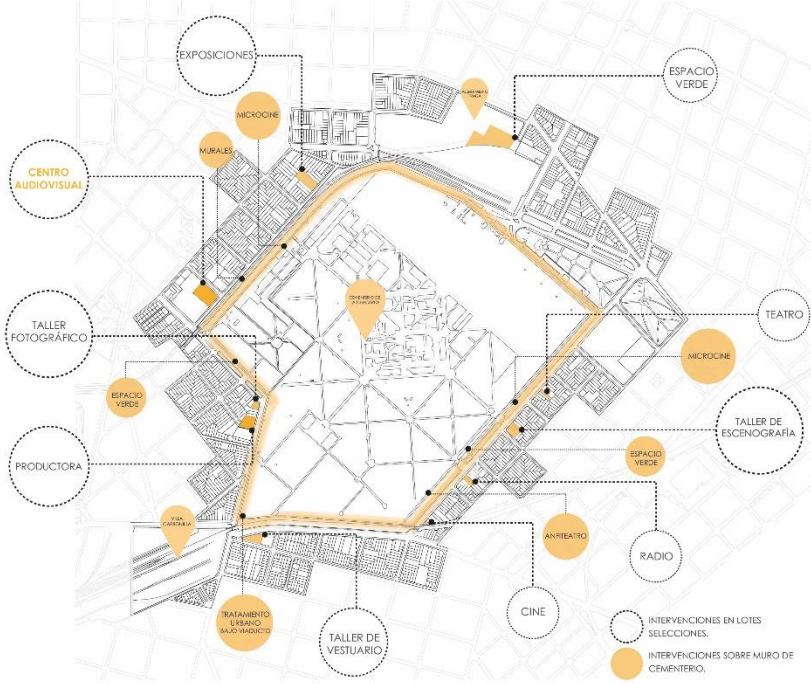 EXPOSICIONES
ESPACIO
VERDE
MICROCINE
MURALES
CENTRO
AUDIOVISUAL
TALLER
FOTOGRÁFICO
TEATRO
MICROCINE
ESPACIO
VERDE
TALLER
DE
ESCENOGRAFÍA
PRODUCTORA
ESPACIO
VERDE
ANFITEATRO
RADIO
CINE
TRATAMIENTO
URBANO
BAJO VIADUCTO
TALLER DE
VESTUARIO
INTERVENCIONES EN LOTES
SELECCIONES.
INTERVENCIONES SOBRE MURO DE
CEMENTERIO.